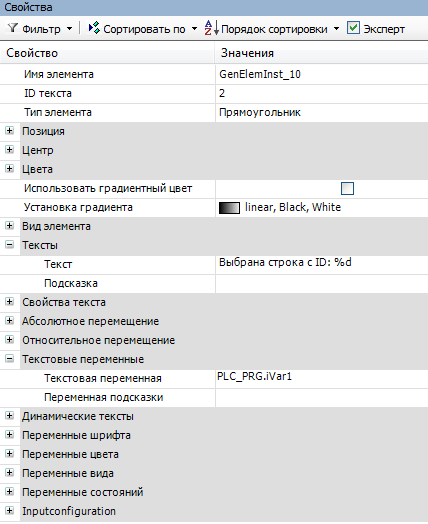 Свойства
Фильтр Сортировать по Порядок сортировки Эксперт
Свойство Значения
Имя элемента GenElemInst_10
ID текста 2
Тип элемента Прямоугольник
Позиция
Центр
Цвета
Использовать градиентный цвет
Установка градиента linear, Black, White
Вид элемента
Тексты
Текст Выбрана строка с ID: %d
Подсказка
Свойства текста
Абсолютное перемещение
Относительное перемещение
Текстовые переменные
Текстовая переменная PLC_PRG.iVar1
Переменная подсказки
Динамические тексты
Переменные шрифта
Переменные цвета
Переменные вида
Переменные состояний
Inputconfiguration